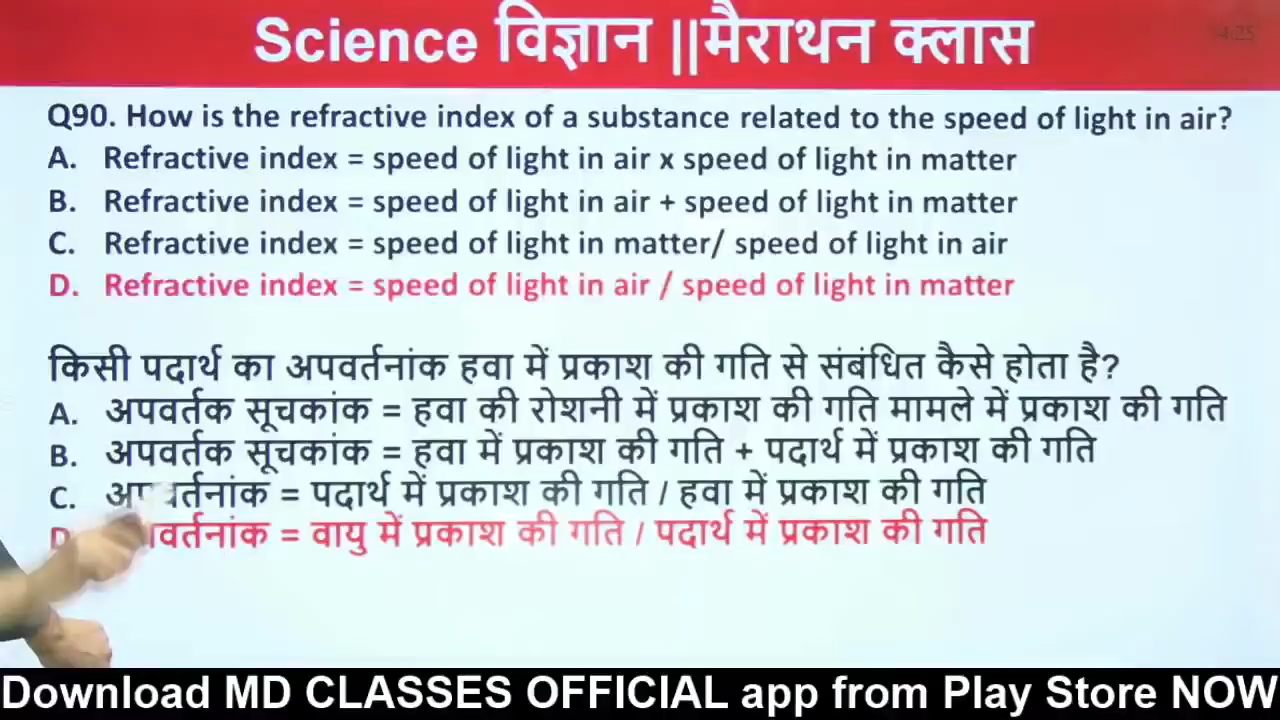 Science विज्ञान ||मैराथन क्लास
Q90. How is the refractive index of a substance related to the speed of light in air?
A. Refractive index = speed of light in air x speed of light in matter
B. Refractive index = speed of light in air + speed of light in matter
C. Refractive index = speed of light in matter/ speed of light in air
D. Refractive index = speed of light in air / speed of light in matter
किसी पदार्थ का अपवर्तनांक हवा में प्रकाश की गति से संबंधित कैसे होता है?
A. अपवर्तक सूचकांक = हवा की रोशनी में प्रकाश की गति मामले में प्रकाश की गति
B. अपवर्तक सूचकांक = हवा में प्रकाश की गति + पदार्थ में प्रकाश की गति
C. अपवर्तनांक = पदार्थ में प्रकाश की गति / हवा में प्रकाश की गति
= वायु में प्रकाश की गति / पदार्थ में प्रकाश की गति
Download MD CLASSES OFFICIAL app from Play Store NOW